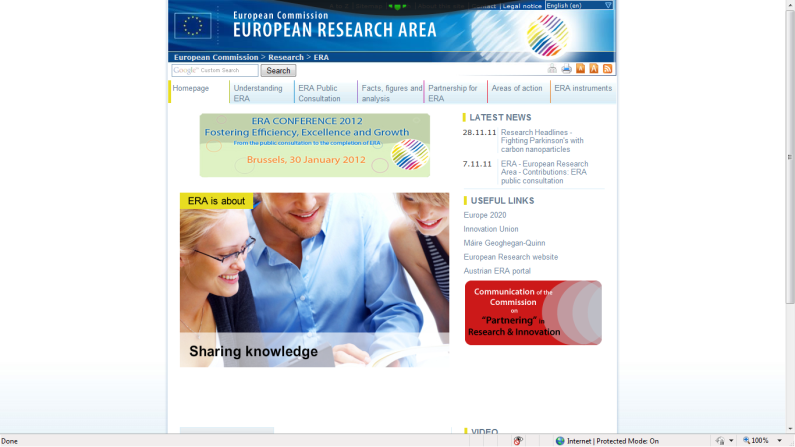 Legal notice English (en)
European Commission
EUROPEAN RESEARCH AREA
European Commission > Research > ERA
Google™ Custom Search Search
Homepage
Understanding
ERA
ERA Public
Consultation
Facts, figures and
analysis
Partnership for
ERA
Areas of action
ERA instruments
ERA CONFERENCE 2012
Fostering Efficiency, Excellence and Growth
From the public consultation to the completion of ERA
Brussels, 30 January 2012
LATEST NEWS
28.11.11 Research Headlines -
Fighting Parkinson's with
carbon nanoparticles
7.11.11 ERA - European Research
Area - Contributions: ERA
public consultation
ERA is about
Sharing knowledge
USEFUL LINKS
Europe 2020
Innovation Union
Máire Geoghegan-Quinn
European Research website
Austrian ERA portal
Communication of the
Commission
on
"Partnering" in
Research & Innovation
VIDEO
Done
Internet | Protected Mode: On
100%